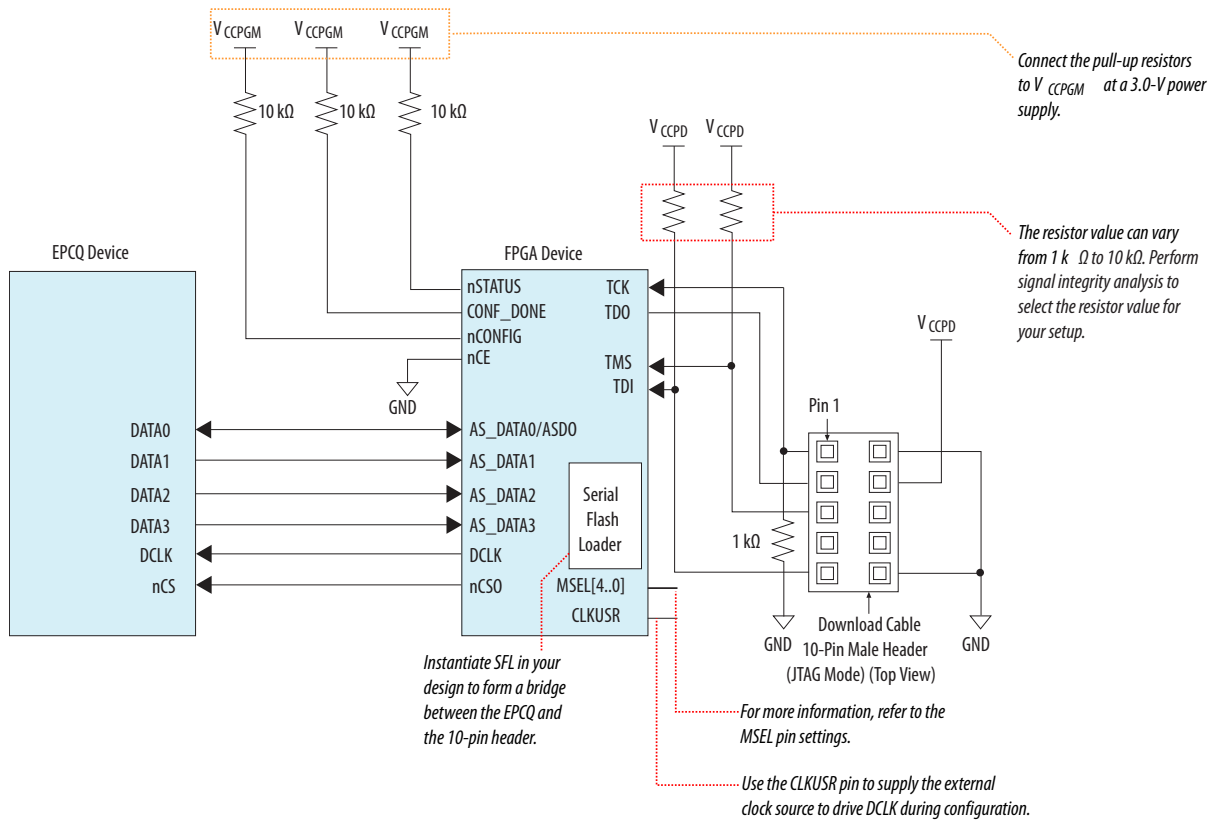 V CCPGM
V CCPGM
V CCPGM
10 kΩ
10 kΩ
10 kΩ
Connect the pull-up resistors
to V CCPGM at a 3.0-V power
supply.
V CCPD
V CCPD
The resistor value can vary
from 1 k Ω to 10 kΩ. Perform
signal integrity analysis to
select the resistor value for
your setup.
EPCQ Device
DATA0
DATA1
DATA2
DATA3
DCLK
nCS
FPGA Device
nSTATUS
CONF_DONE
nCONFIG
nCE
GND
AS_DATA0/ASDO
AS_DATA1
AS_DATA2
AS_DATA3
DCLK
nCSO
TCK
TDO
TMS
TDI
Serial
Flash
Loader
MSEL[4..0]
CLKUSR
V CCPD
Pin 1
1 kΩ
GND
GND
Download Cable
10-Pin Male Header
(JTAG Mode) (Top View)
Instantiate SFL in your
design to form a bridge
between the EPCQ and
the 10-pin header.
For more information, refer to the
MSEL pin settings.
Use the CLKUSR pin to supply the external
clock source to drive DCLK during configuration.